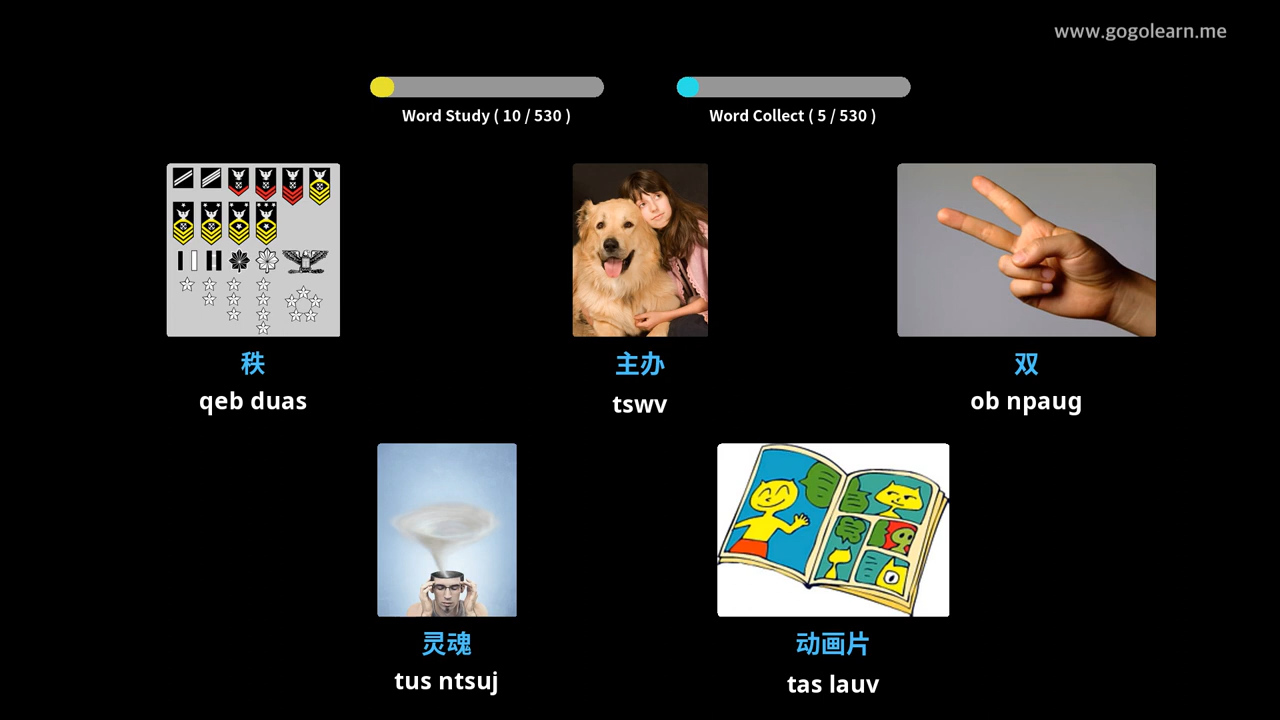 www.gogolearn.me
Word Study ( 10 / 530 )
Word Collect ( 5 / 530 )
秩
qeb duas
主办
tswv
双
ob npaug
灵魂
tus ntsuj
动画片
tas lauv